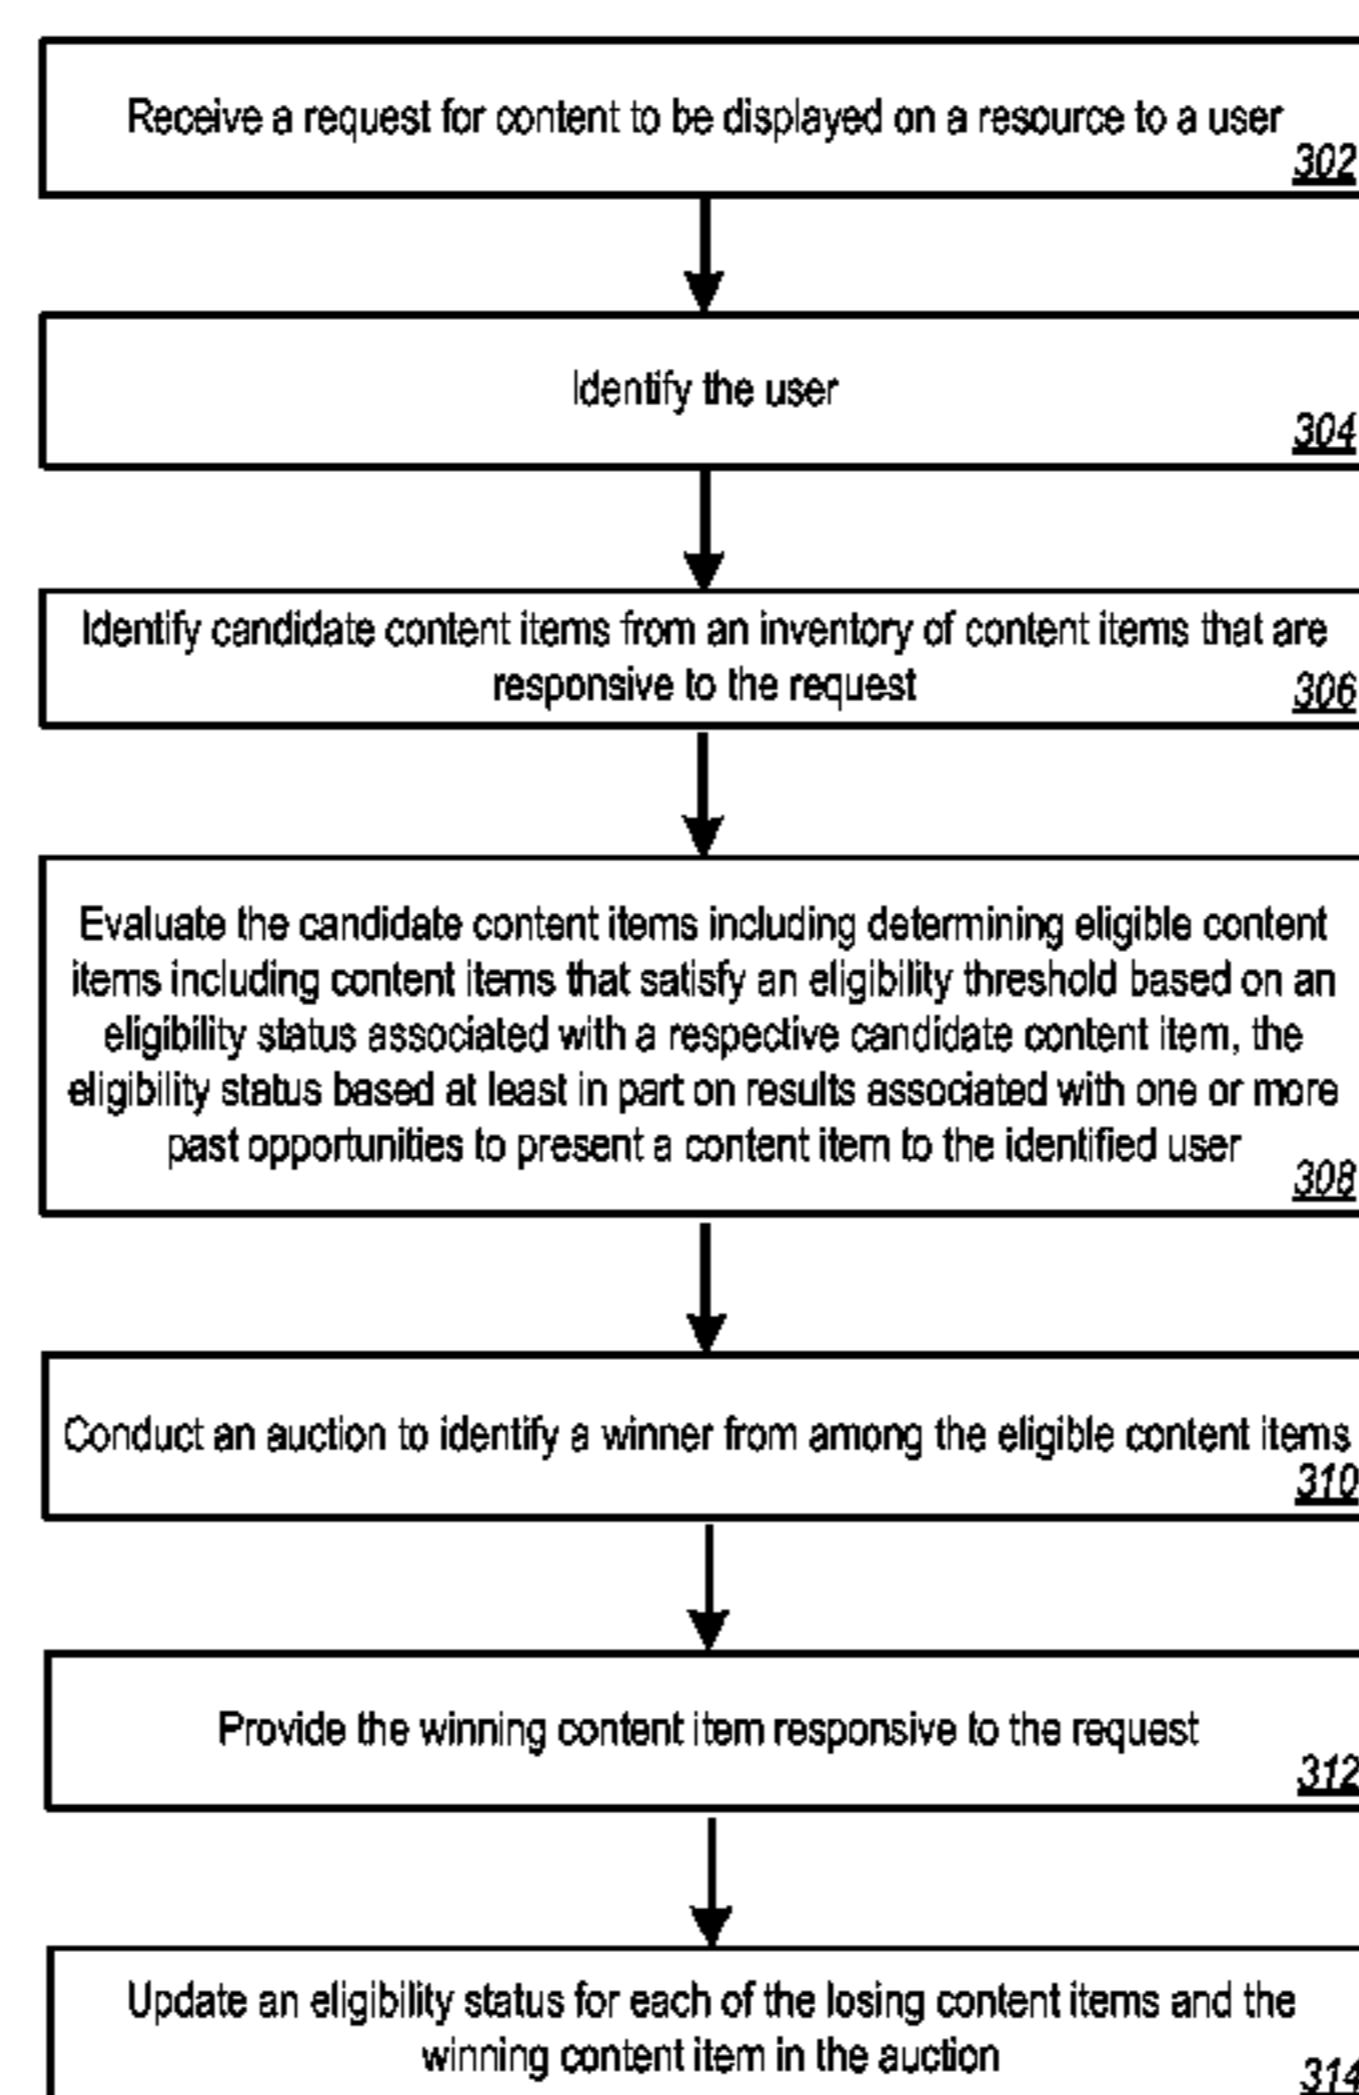 Receive a request for content to be displayed on a resource to a user
302
Identify the user
304
Identify candidate content items from an inventory of content items that are
responsive to the request
306
Evaluate the candidate content items including determining eligible content
items including content items that satisfy an eligibility threshold based on an
eligibility status associated with a respective candidate content item, the
eligibility status based at least in part on results associated with one or more
past opportunities to present a content item to the identified user
308
Conduct an auction to identify a winner from among the eligible content items
310
Provide the winning content item responsive to the request
312
Update an eligibility status for each of the losing content items and the
winning content item in the auction
314